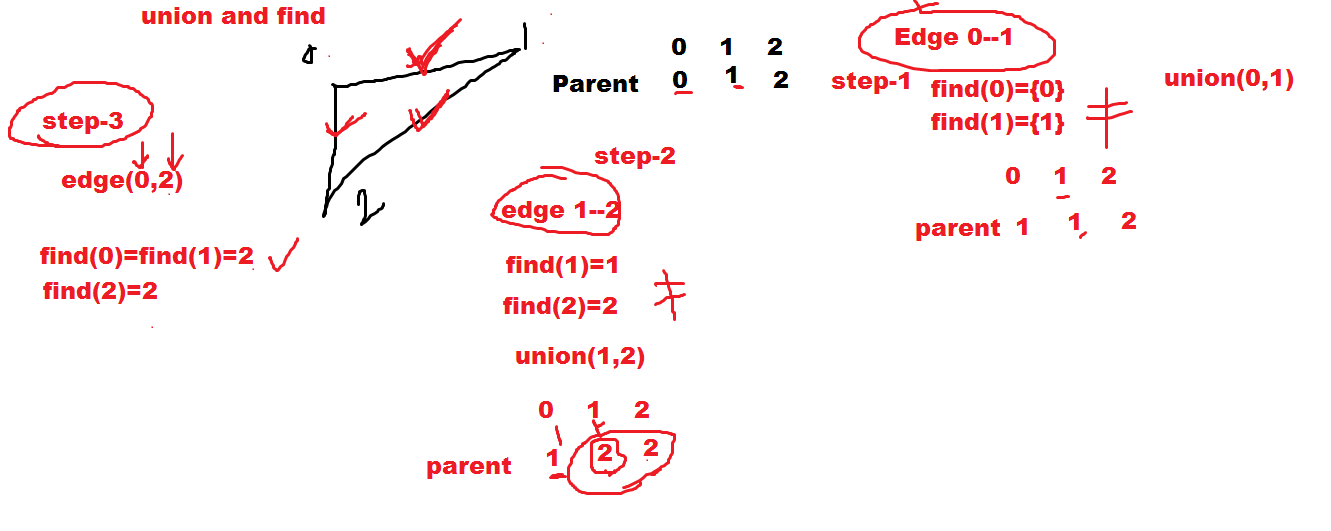 union and find
0
1
2
0 1 2
Parent 0 1 2
step-1
Edge 0--1
find(0)={0}
find(1)={1}
≠
union(0,1)
0 1 2
parent 1 1 2
step-2
edge 1--2
find(1)=1
find(2)=2
≠
union(1,2)
0 1 2
parent 1 2 2
step-3
edge(0,2)
find(0)=find(1)=2
find(2)=2